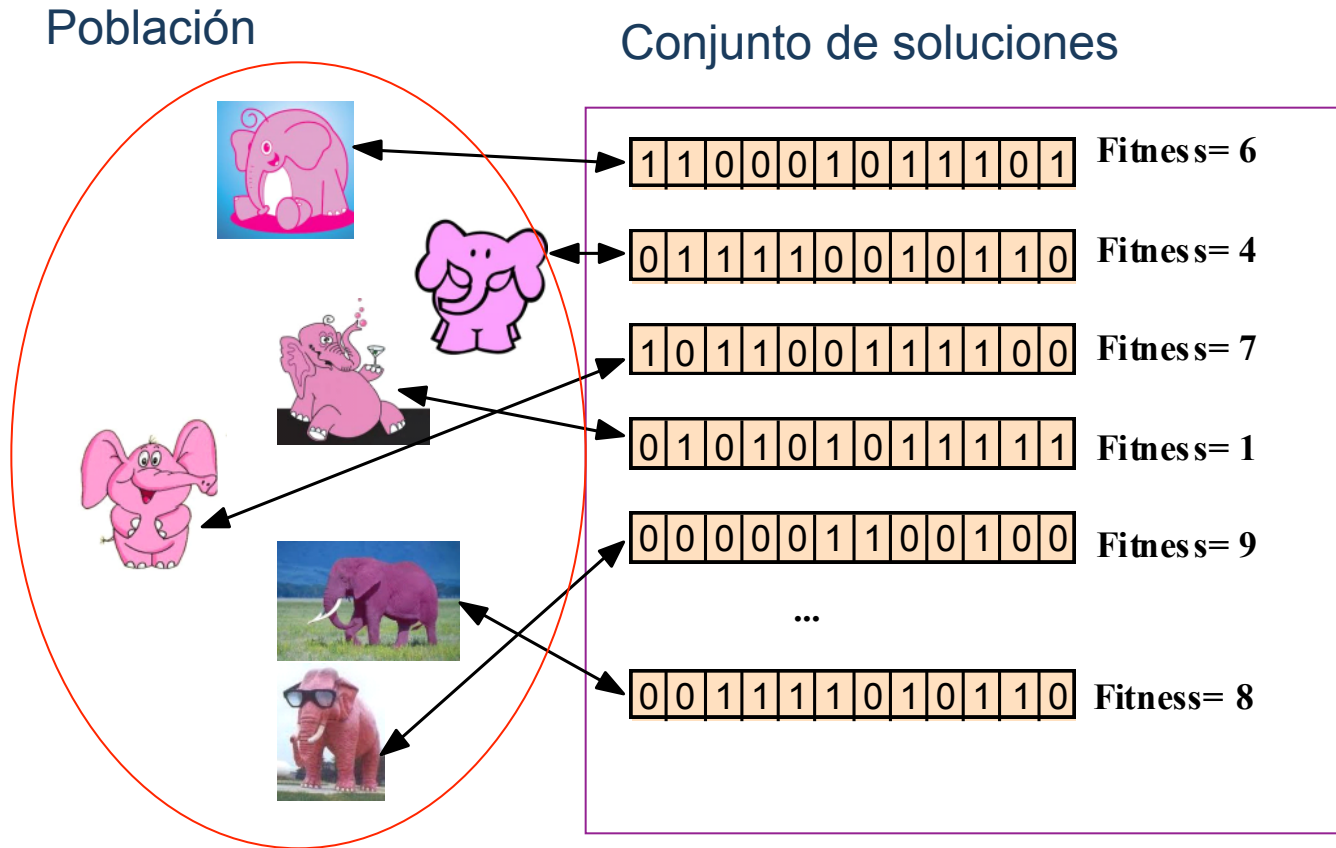 Población
Conjunto de soluciones
1 1 0 0 0 1 0 1 1 1 0 1 Fitness= 6
0 1 1 1 1 0 0 1 0 1 1 0 Fitness= 4
1 0 1 1 0 0 1 1 1 1 0 0 Fitness= 7
0 1 0 1 0 1 0 1 1 1 1 1 Fitness= 1
0 0 0 0 0 1 1 0 0 1 0 0 Fitness= 9
...
0 0 1 1 1 1 0 1 0 1 1 0 Fitness= 8